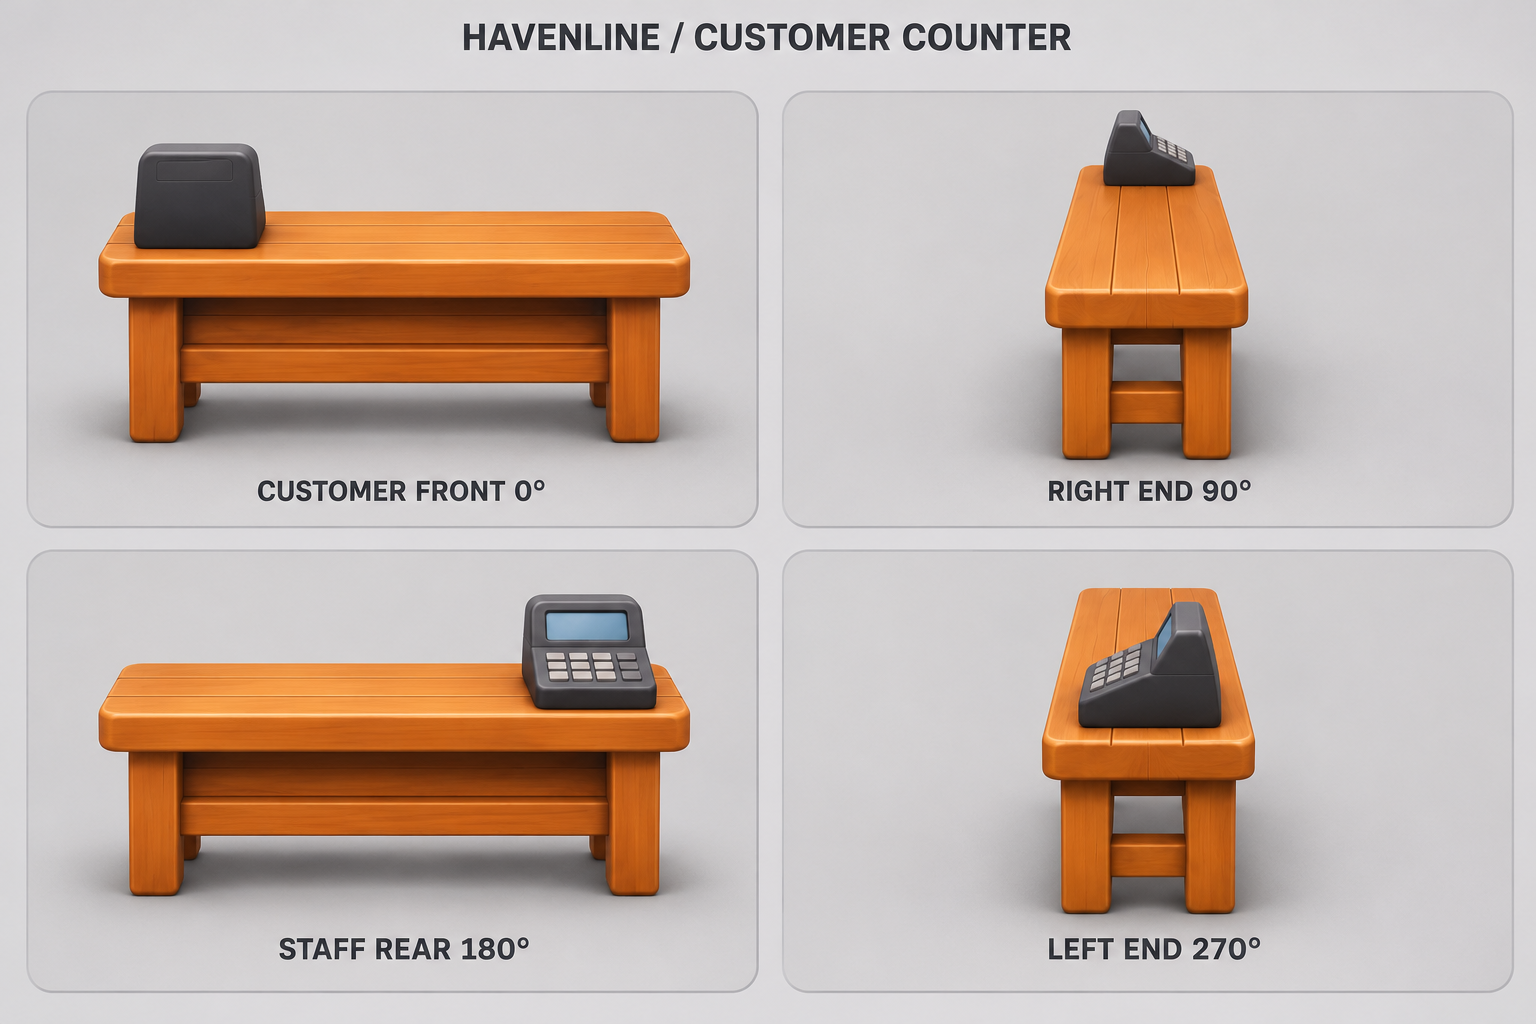 HAVENLINE / CUSTOMER COUNTER
CUSTOMER FRONT 0°
RIGHT END 90°
STAFF REAR 180°
LEFT END 270°